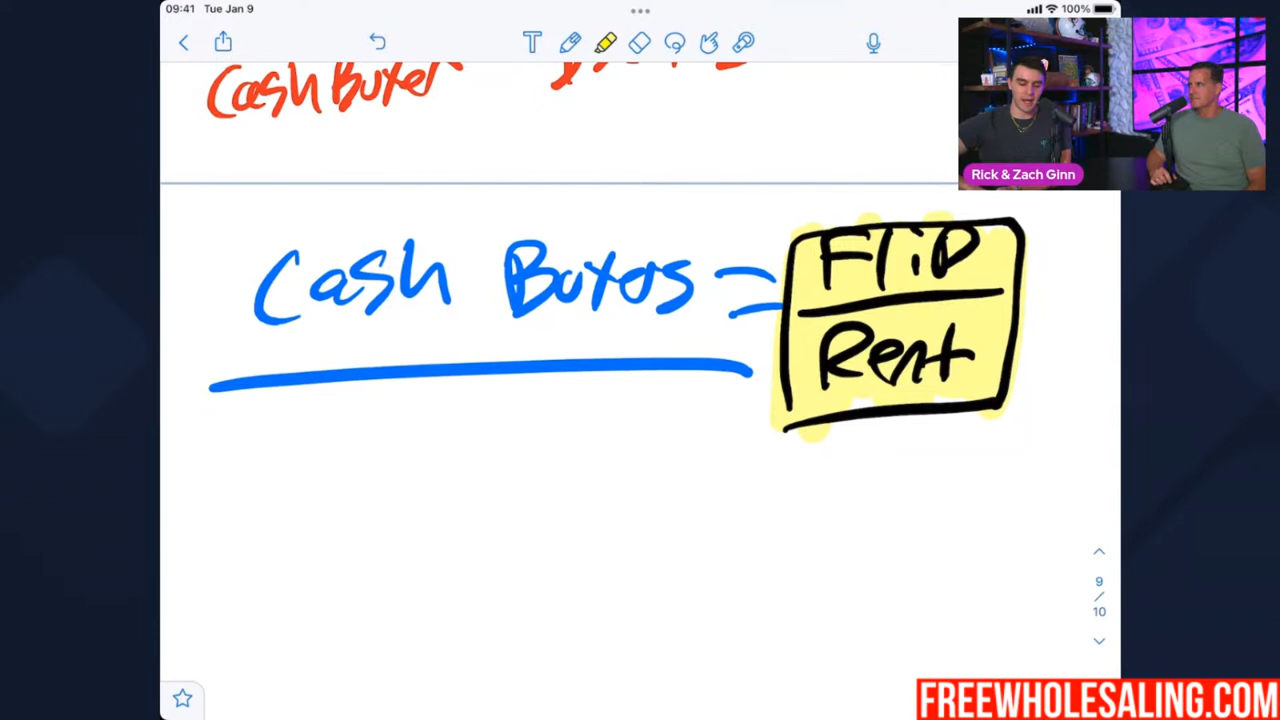 09:41 Tue Jan 9
100%
Cash Buyer
Rick & Zach Ginn
Cash Buyers = Flip
Rent
9
/
10
FREEWHOLESALING.COM